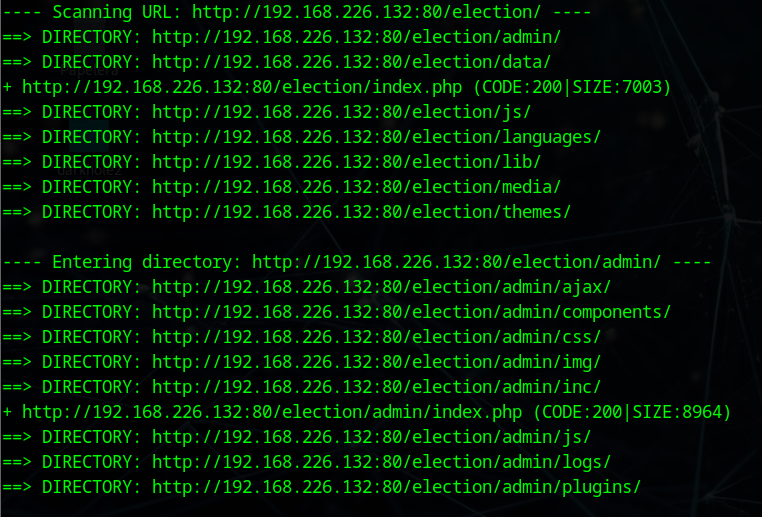 ---- Scanning URL: http://192.168.226.132:80/election/ ----
==> DIRECTORY: http://192.168.226.132:80/election/admin/
==> DIRECTORY: http://192.168.226.132:80/election/data/
+ http://192.168.226.132:80/election/index.php (CODE:200|SIZE:7003)
==> DIRECTORY: http://192.168.226.132:80/election/js/
==> DIRECTORY: http://192.168.226.132:80/election/languages/
==> DIRECTORY: http://192.168.226.132:80/election/lib/
==> DIRECTORY: http://192.168.226.132:80/election/media/
==> DIRECTORY: http://192.168.226.132:80/election/themes/
---- Entering directory: http://192.168.226.132:80/election/admin/ ----
==> DIRECTORY: http://192.168.226.132:80/election/admin/ajax/
==> DIRECTORY: http://192.168.226.132:80/election/admin/components/
==> DIRECTORY: http://192.168.226.132:80/election/admin/css/
==> DIRECTORY: http://192.168.226.132:80/election/admin/img/
==> DIRECTORY: http://192.168.226.132:80/election/admin/inc/
+ http://192.168.226.132:80/election/admin/index.php (CODE:200|SIZE:8964)
==> DIRECTORY: http://192.168.226.132:80/election/admin/js/
==> DIRECTORY: http://192.168.226.132:80/election/admin/logs/
==> DIRECTORY: http://192.168.226.132:80/election/admin/plugins/